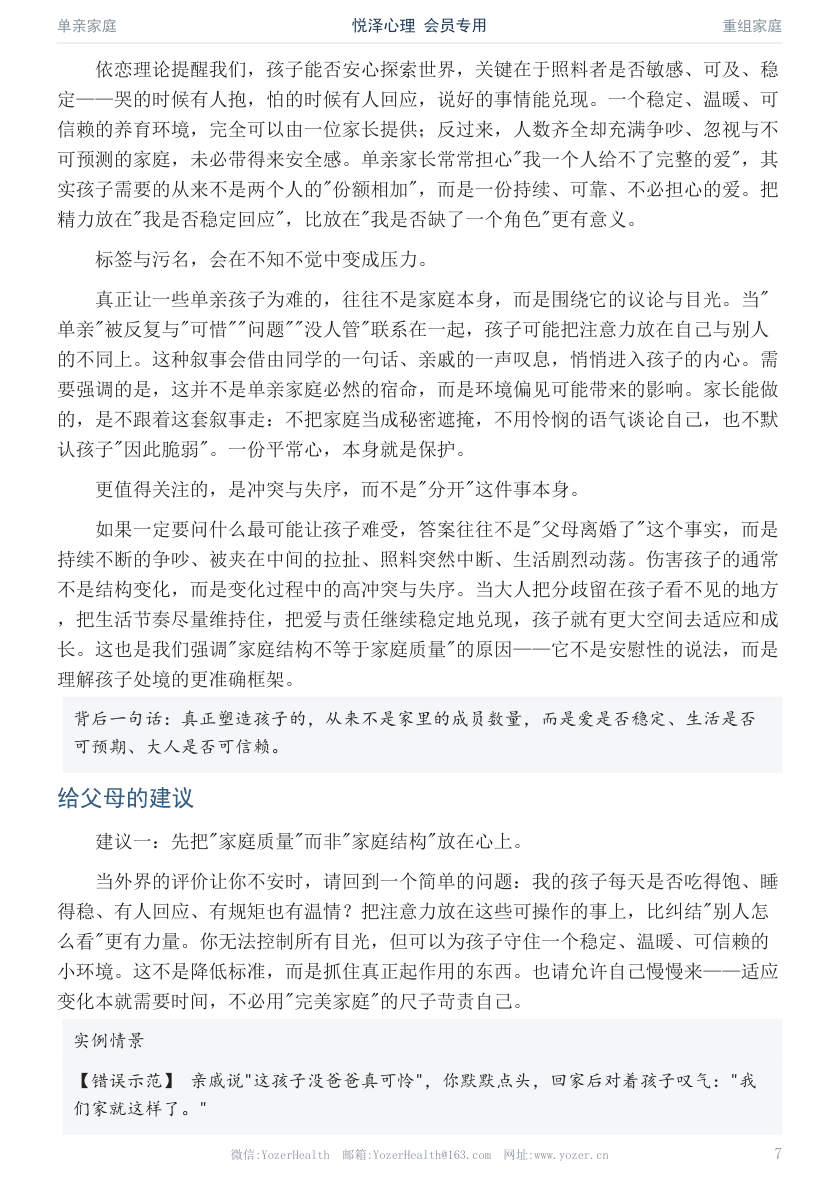 单亲家庭
悦泽心理 会员专用
重组家庭
依恋理论提醒我们，孩子能否安心探索世界，关键在于照料者是否敏感、可及、稳
定——哭的时候有人抱，怕的时候有人回应，说好的事情能兑现。一个稳定、温暖、可
信赖的养育环境，完全可以由一位家长提供；反过来，人数齐全却充满争吵、忽视与不
可预测的家庭，未必带得来安全感。单亲家长常常担心"我一个人给不了完整的爱"，其
实孩子需要的从来不是两个人的"份额相加"，而是一份持续、可靠、不必担心的爱。把
精力放在"我是否稳定回应"，比放在"我是否缺了一个角色"更有意义。
标签与污名，会在不知不觉中变成压力。
真正让一些单亲孩子为难的，往往不是家庭本身，而是围绕它的议论与目光。当"
单亲"被反复与"可惜""问题""没人管"联系在一起，孩子可能把注意力放在自己与别人
的不同上。这种叙事会借由同学的一句话、亲戚的一声叹息，悄悄进入孩子的内心。需
要强调的是，这并不是单亲家庭必然的宿命，而是环境偏见可能带来的影响。家长能做
的，是不跟着这套叙事走：不把家庭当成秘密遮掩，不用怜悯的语气谈论自己，也不默
认孩子"因此脆弱"。一份平常心，本身就是保护。
更值得关注的，是冲突与失序，而不是"分开"这件事本身。
如果一定要问什么最可能让孩子难受，答案往往不是"父母离婚了"这个事实，而是
持续不断的争吵、被夹在中间的拉扯、照料突然中断、生活剧烈动荡。伤害孩子的通常
不是结构变化，而是变化过程中的高冲突与失序。当大人把分歧留在孩子看不见的地方
，把生活节奏尽量维持住，把爱与责任继续稳定地兑现，孩子就有更大空间去适应和成
长。这也是我们强调"家庭结构不等于家庭质量"的原因——它不是安慰性的说法，而是
理解孩子处境的更准确框架。
背后一句话：真正塑造孩子的，从来不是家里的成员数量，而是爱是否稳定、生活是否
可预期、大人是否可信赖。
给父母的建议
建议一：先把"家庭质量"而非"家庭结构"放在心上。
当外界的评价让你不安时，请回到一个简单的问题：我的孩子每天是否吃得饱、睡
得稳、有人回应、有规矩也有温情？把注意力放在这些可操作的事上，比纠结"别人怎
么看"更有力量。你无法控制所有目光，但可以为孩子守住一个稳定、温暖、可信赖的
小环境。这不是降低标准，而是抓住真正起作用的东西。也请允许自己慢慢来——适应
变化本就需要时间，不必用"完美家庭"的尺子苛责自己。
实例情景
【错误示范】 亲戚说"这孩子没爸爸真可怜"，你默默点头，回家后对着孩子叹气："我
们家就这样了。"
微信:YozerHealth 邮箱:YozerHealth@163.com 网址:www.yozer.cn
7